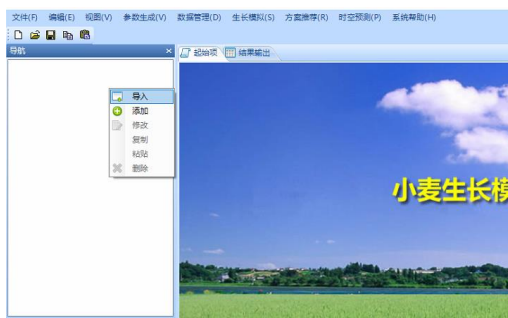 文件(F) 编辑(E) 视图(V) 参数生成(V) 数据管理(D) 生长模拟(S) 方案推荐(R) 时空预测(P) 系统帮助(H)
导航
起始项 结果输出
导入
添加
修改
复制
粘贴
删除
小麦生长模